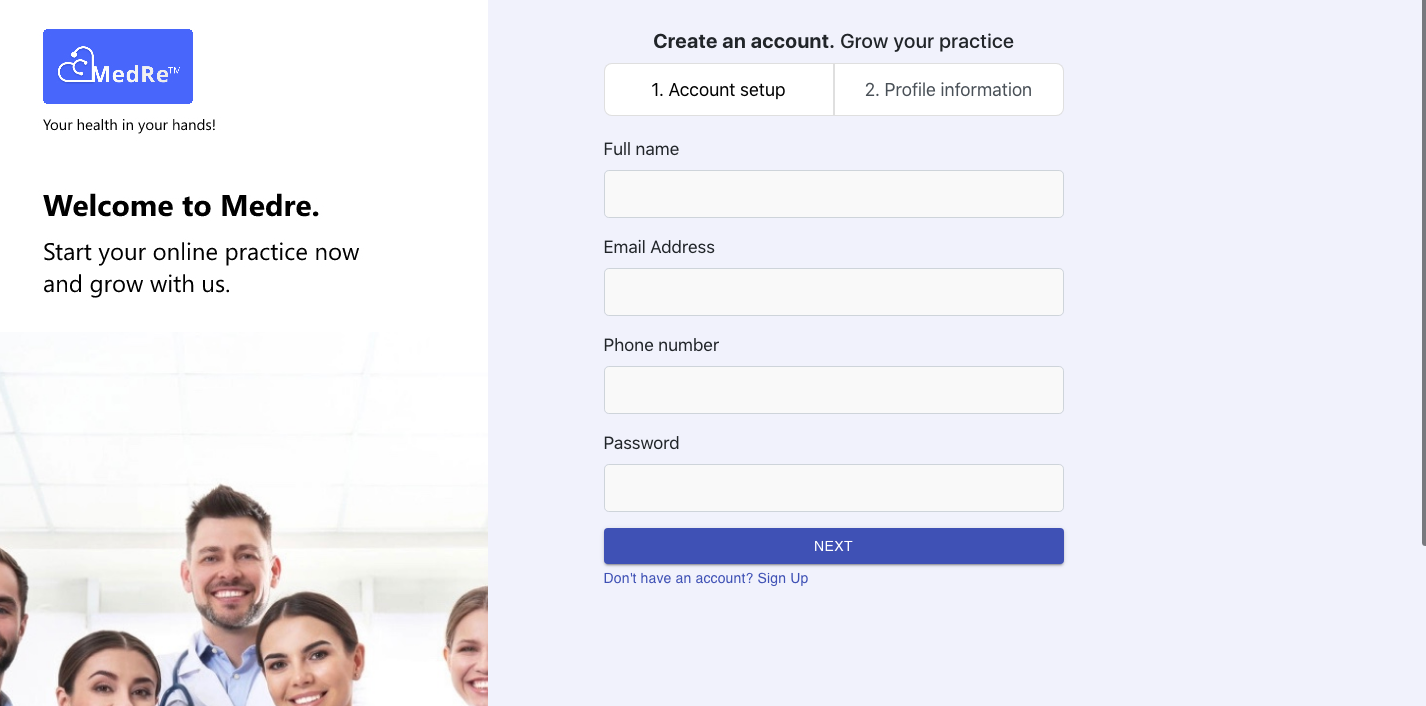 MedRe™
Your health in your hands!
Welcome to Medre.
Start your online practice now
and grow with us.
Create an account. Grow your practice
1. Account setup
2. Profile information
Full name
Email Address
Phone number
Password
NEXT
Don't have an account? Sign Up